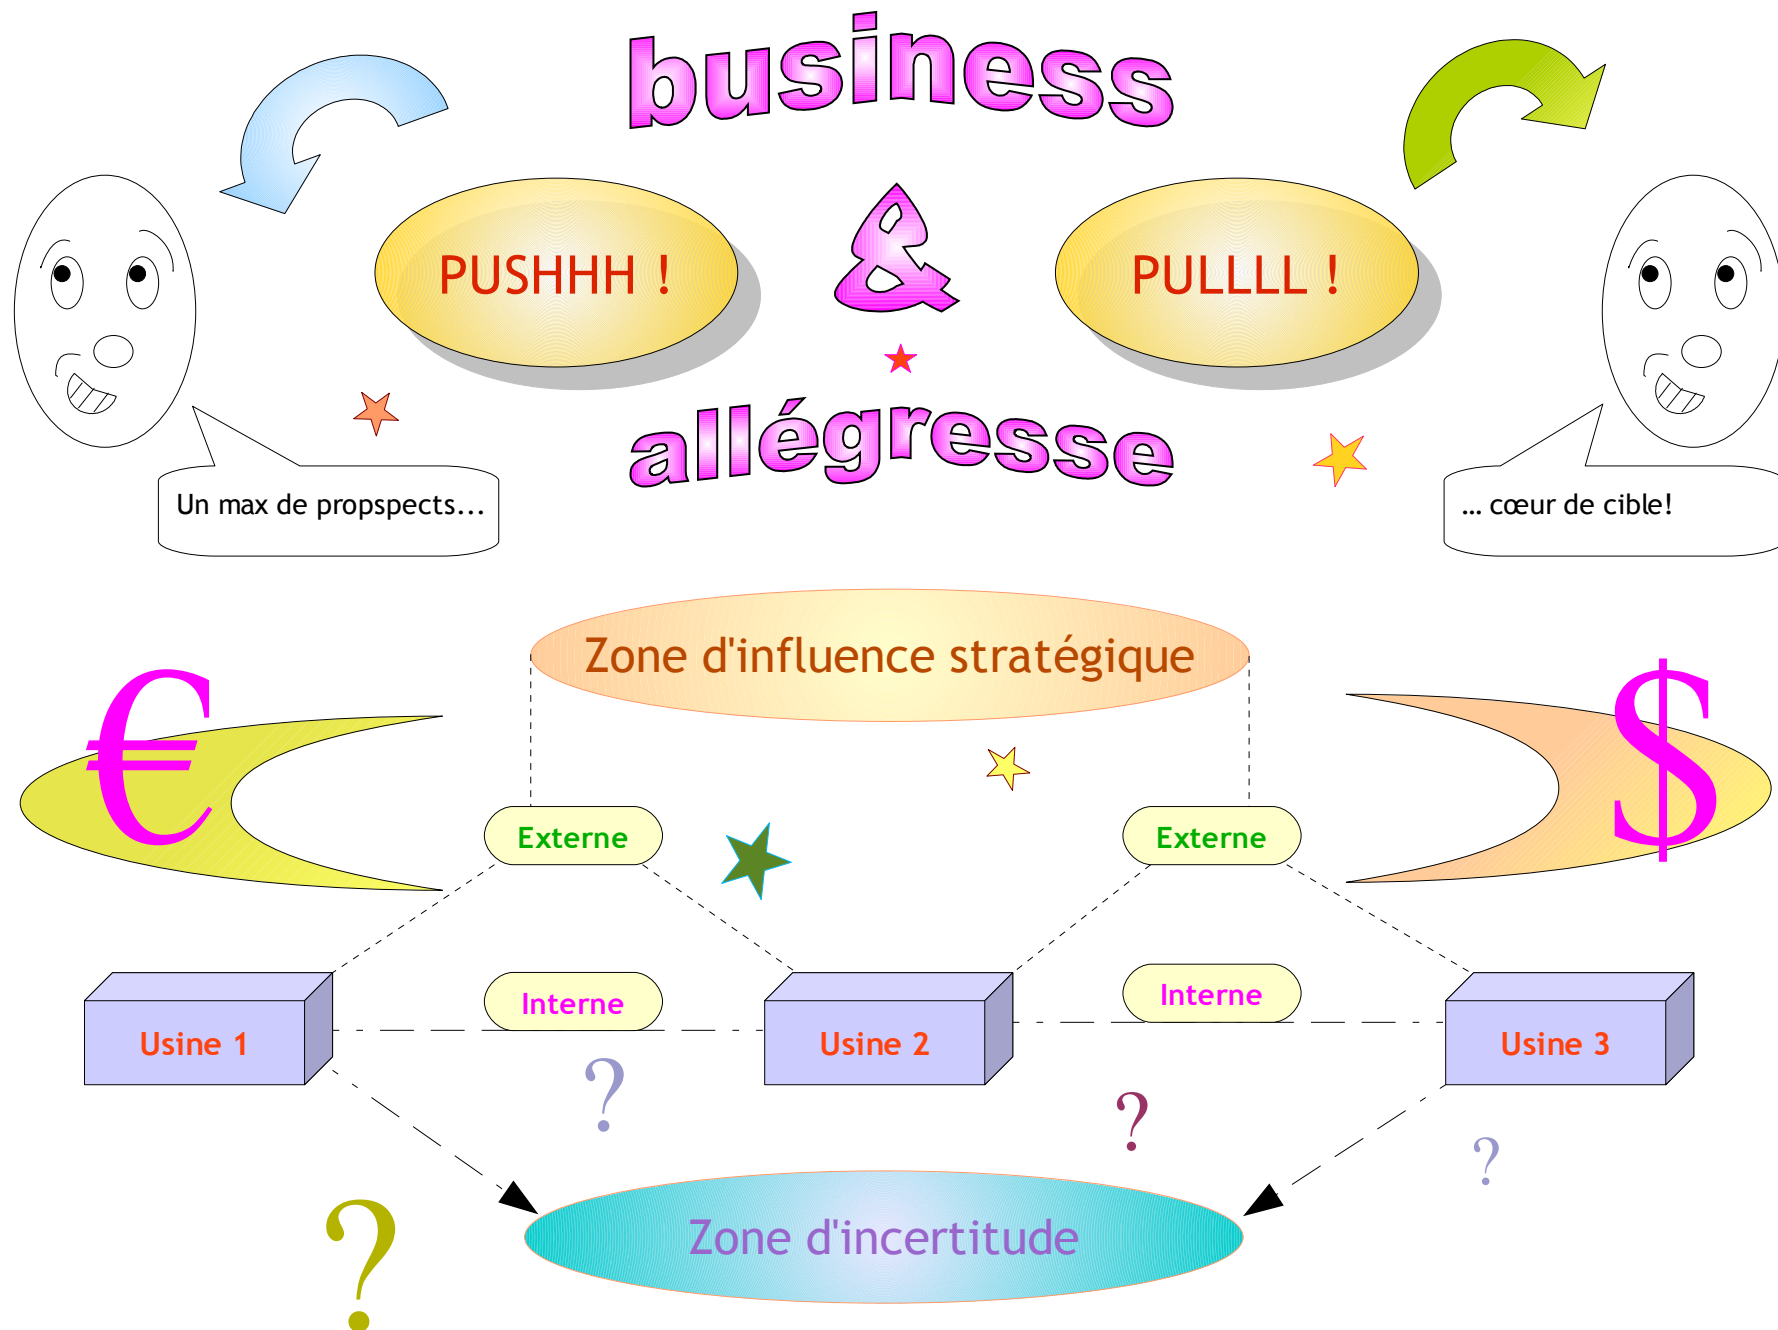 business
PUSHHH !
&
PULLLL !
allégresse
Un max de propspects...
... cœur de cible!
Zone d'influence stratégique
€
$
Externe
Externe
Interne
Interne
Usine 1
Usine 2
Usine 3
?
?
?
?
Zone d'incertitude